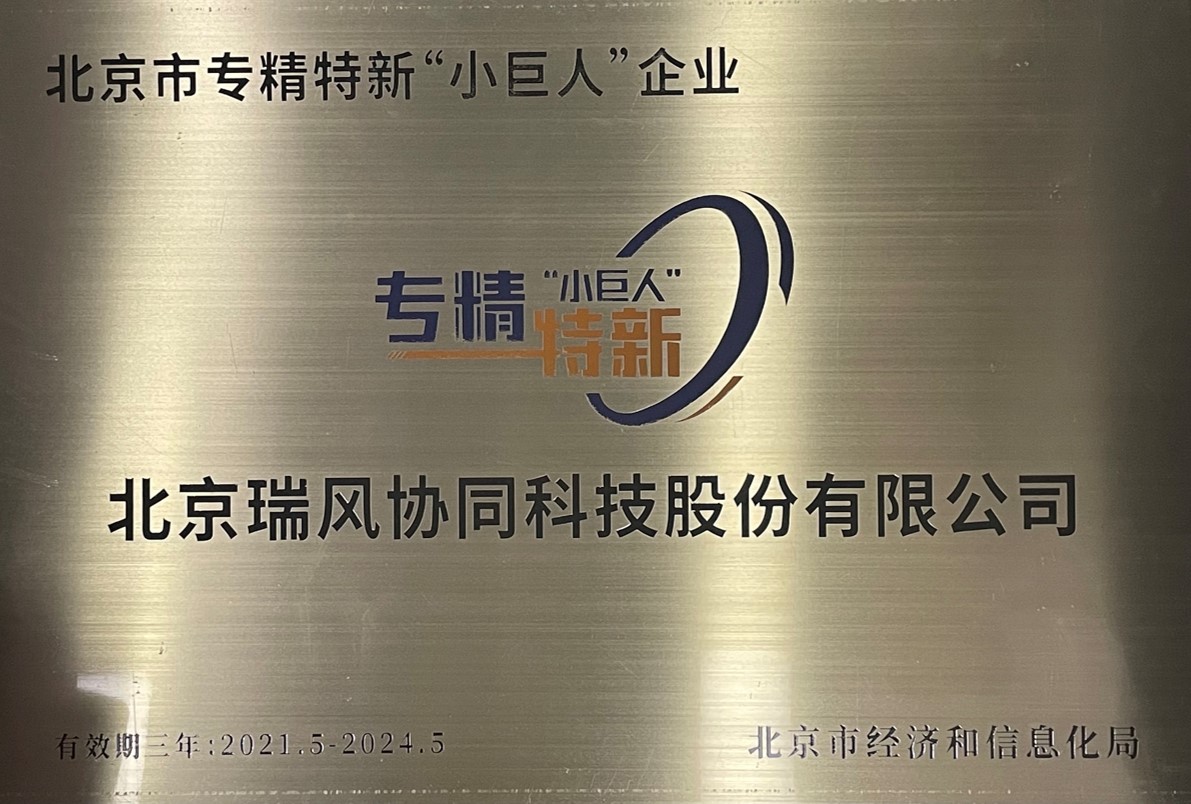 北京市专精特新“小巨人”企业
专精“小巨人”
特新
北京瑞风协同科技股份有限公司
有效期三年:2021.5-2024.5
北京市经济和信息化局